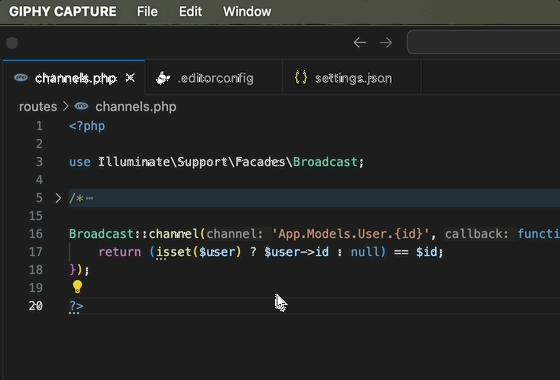 GIPHY CAPTURE File Edit Window
channels.php .editorconfig settings.json
routes > channels.php
1 <?php
2
3 use Illuminate\Support\Facades\Broadcast;
4
5 /*
15
16 Broadcast::channel(channel: 'App.Models.User.{id}', callback: functi
17 return (isset($user) ? $user->id : null) == $id;
18 });
19
20 ?>